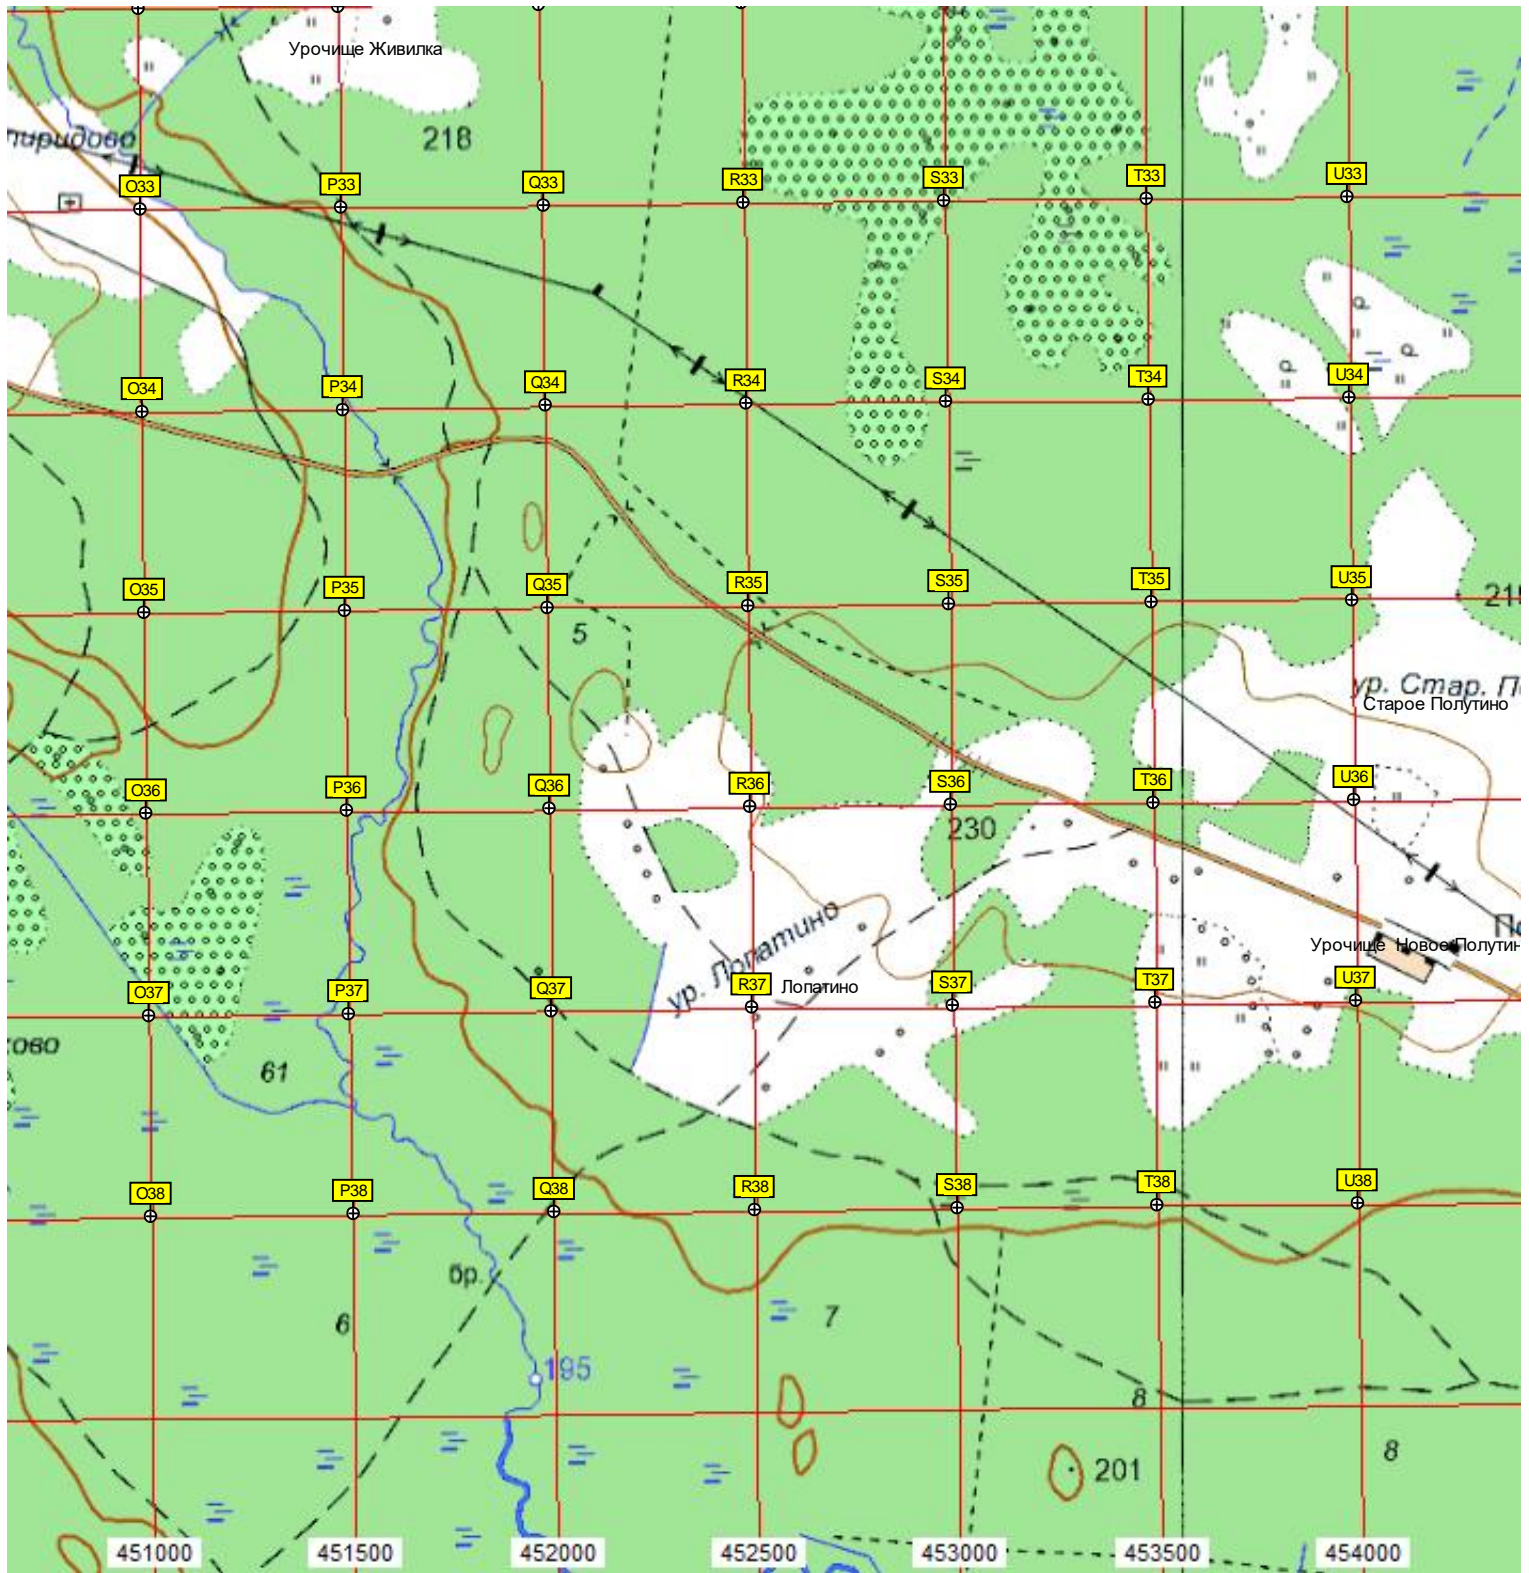 Урочище Живилка
218
O33 P33 Q33 R33 S33 T33 U33
O34 P34 Q34 R34 S34 T34 U34
O35 P35 Q35 R35 S35 T35 U35
5
ур. Стар. П
Старое Полутино
O36 P36 Q36 R36 S36 T36 U36
230
ур. Лопатино
Урочище Новое Полутин
O37 P37 Q37 R37 Лопатино S37 T37 U37
ково
61
O38 P38 Q38 R38 S38 T38 U38
бр.
6
7
195
8
8
201
451000 451500 452000 452500 453000 453500 454000